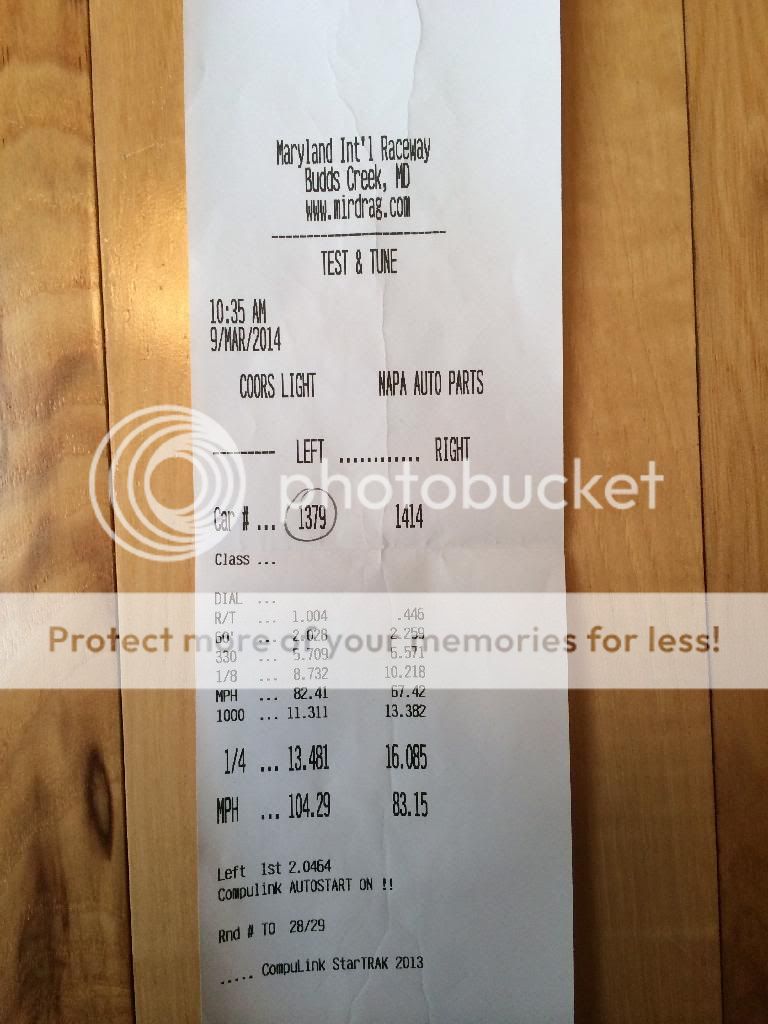 Maryland Int'l Raceway
Budds Creek, MD
www.mirdrag.com
TEST & TUNE
10:35 AM
9/MAR/2014
COORS LIGHT NAPA AUTO PARTS
--------- LEFT ............ RIGHT
photobucket
Car # ... 1379 1414
Class ...
DIAL ...
R/T ... 1.004 .446
Protect more of your memories for less!
60' ... 2.028 2.259
330 ... 5.709 6.571
1/8 ... 8.732 10.218
MPH ... 82.41 67.42
1000 ... 11.311 13.382
1/4 ... 13.481 16.085
MPH ... 104.29 83.15
Left 1st 2.0464
Compulink AUTOSTART ON !!
Rnd # TO 28/29
..... CompuLink StarTRAK 2013